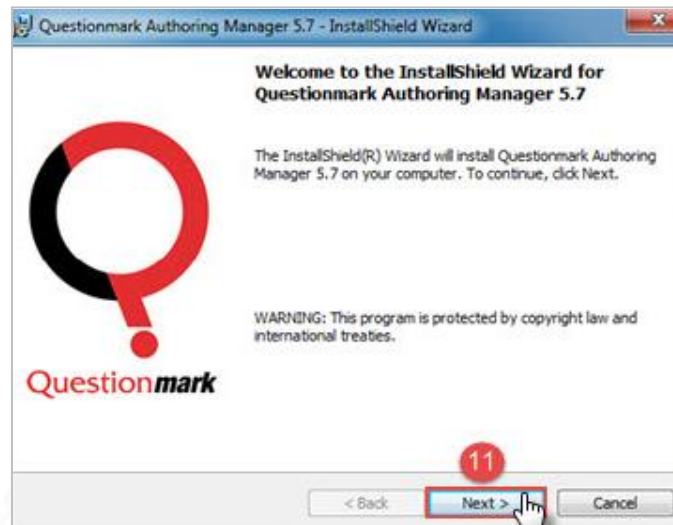 Questionmark Authoring Manager 5.7 - InstallShield Wizard
Welcome to the InstallShield Wizard for
Questionmark Authoring Manager 5.7
The InstallShield(R) Wizard will install Questionmark Authoring
Manager 5.7 on your computer. To continue, click Next.
WARNING: This program is protected by copyright law and
international treaties.
Questionmark
11
< Back Next > Cancel